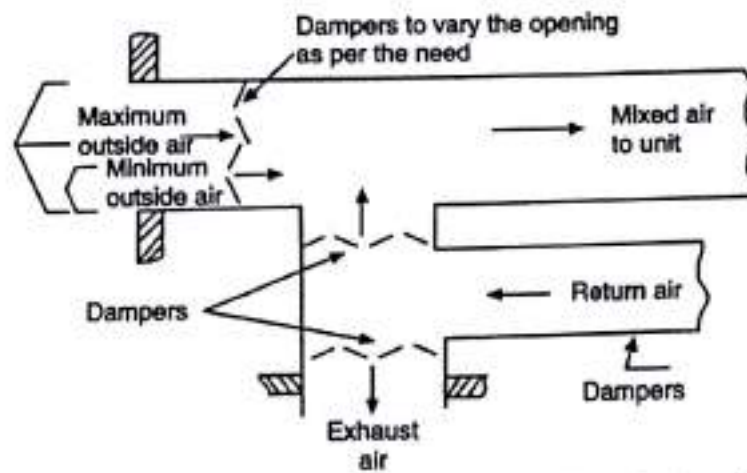 Dampers to vary the opening
as per the need
Maximum
outside air
Minimum
outside air
Mixed air
to unit
Dampers
Return air
Dampers
Exhaust
air